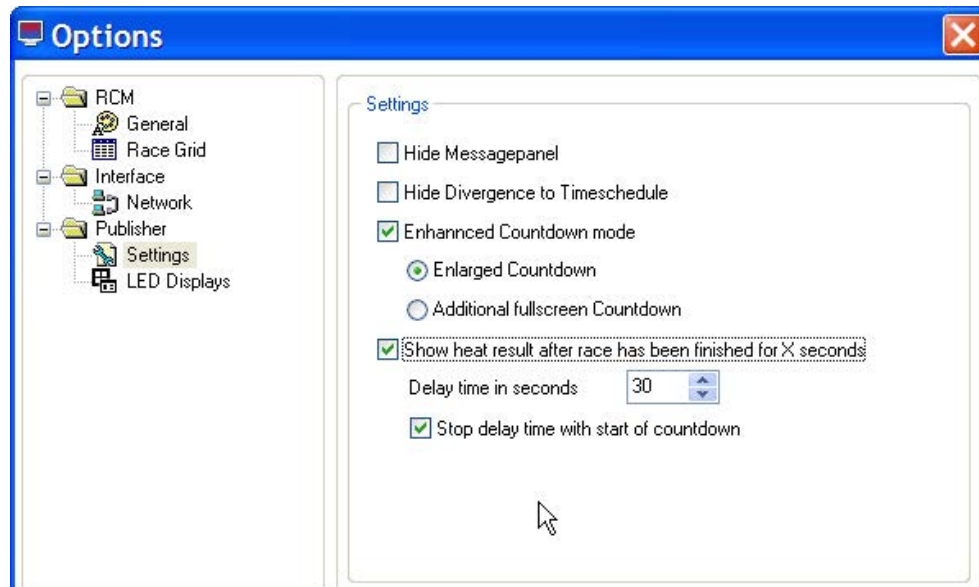 Options
RCM
General
Race Grid
Interface
Network
Publisher
Settings
LED Displays
Settings
Hide Messagepanel
Hide Divergence to Timeschedule
Enhannced Countdown mode
Enlarged Countdown
Additional fullscreen Countdown
Show heat result after race has been finished for X seconds
Delay time in seconds 30
Stop delay time with start of countdown